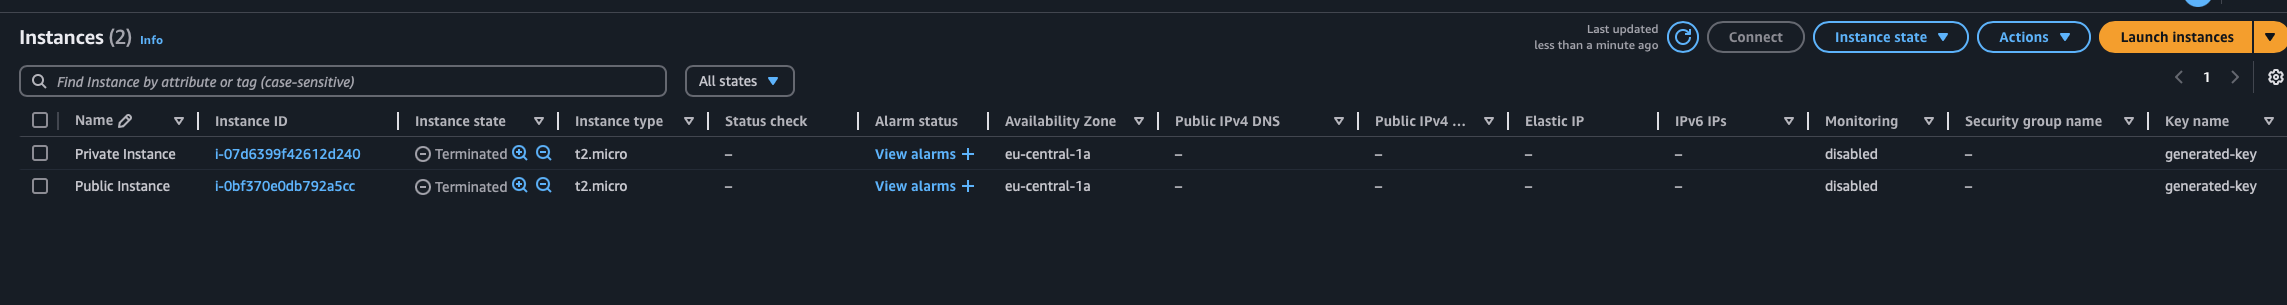 Instances (2) Info
Last updated
less than a minute ago
Connect
Instance state
Actions
Launch instances
Find Instance by attribute or tag (case-sensitive)
All states
1
Name Instance ID Instance state Instance type Status check Alarm status Availability Zone Public IPv4 DNS Public IPv4 ... Elastic IP IPv6 IPs Monitoring Security group name Key name
Private Instance i-07d6399f42612d240 Terminated t2.micro – View alarms + eu-central-1a – – – – disabled – generated-key
Public Instance i-0bf370e0db792a5cc Terminated t2.micro – View alarms + eu-central-1a – – – – disabled – generated-key